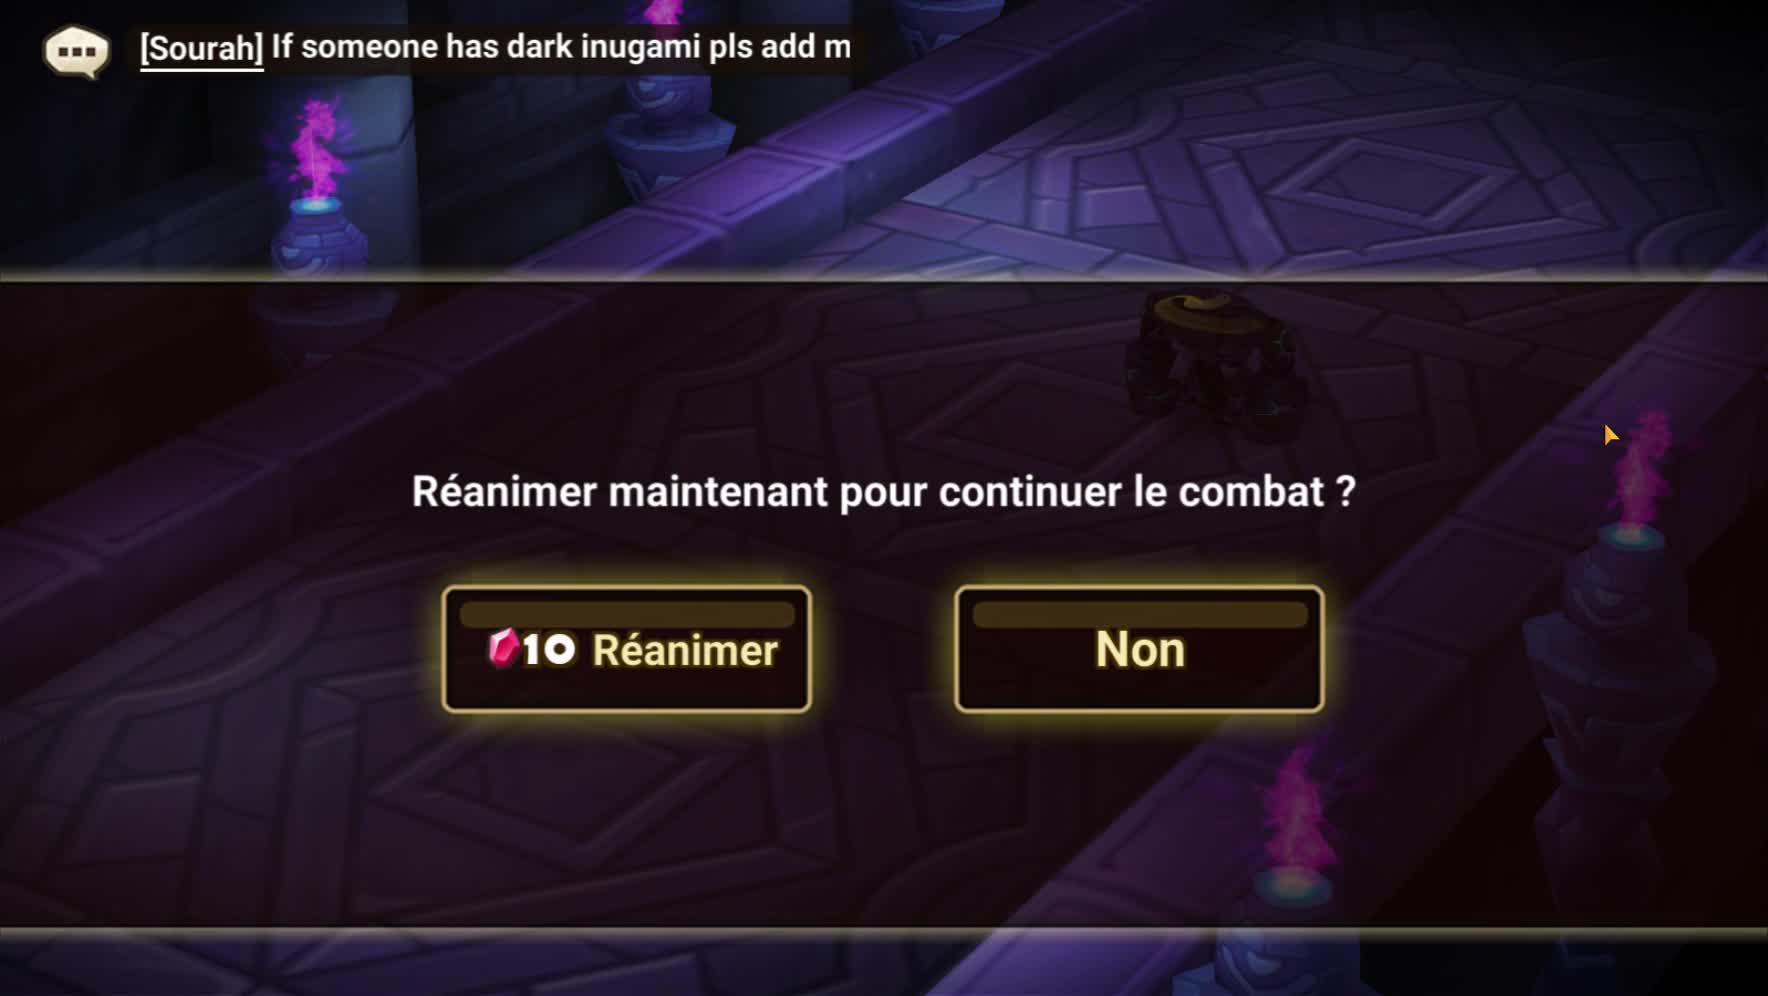 [Sourah] If someone has dark inugami pls add m
Réanimer maintenant pour continuer le combat ?
10 Réanimer
Non